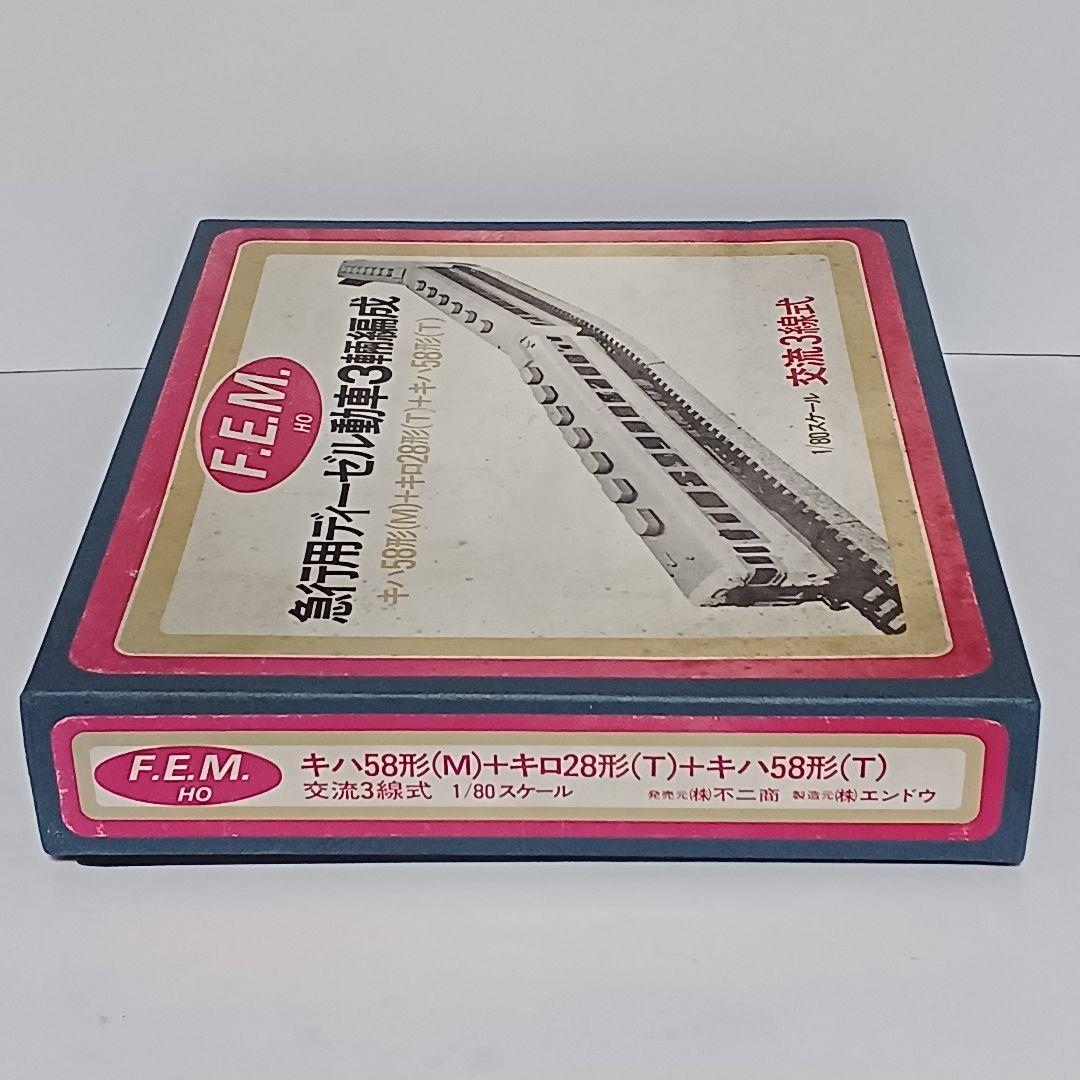 F.E.M.
HO
急行用ディーゼル動車3輛編成
キハ58形(M)+キロ28形(T)+キハ58形(T)
1/80スケール 交流3線式
F.E.M.
HO
キハ58形(M)+キロ28形(T)+キハ58形(T)
交流3線式 1/80スケール 発売元(株)不二商 製造元(株)エンドウ